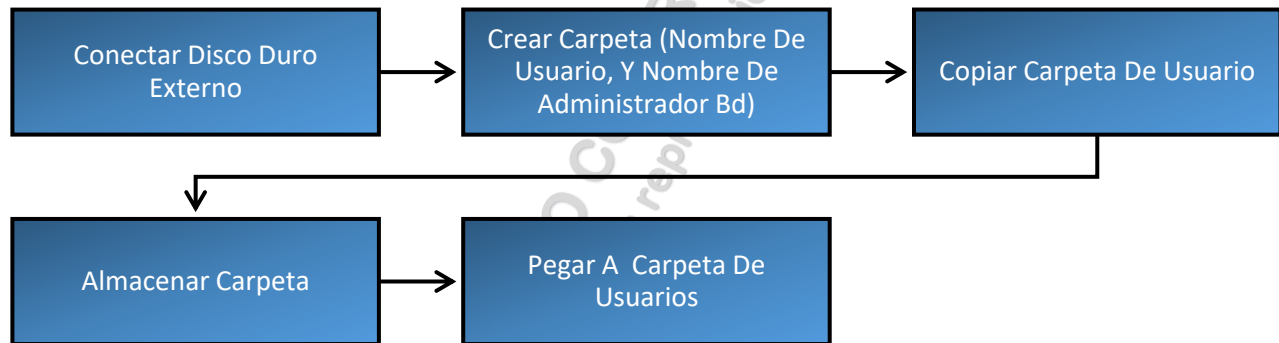 Conectar Disco Duro
Externo
Crear Carpeta (Nombre De
Usuario, Y Nombre De
Administrador Bd)
Copiar Carpeta De Usuario
Almacenar Carpeta
Pegar A Carpeta De
Usuarios